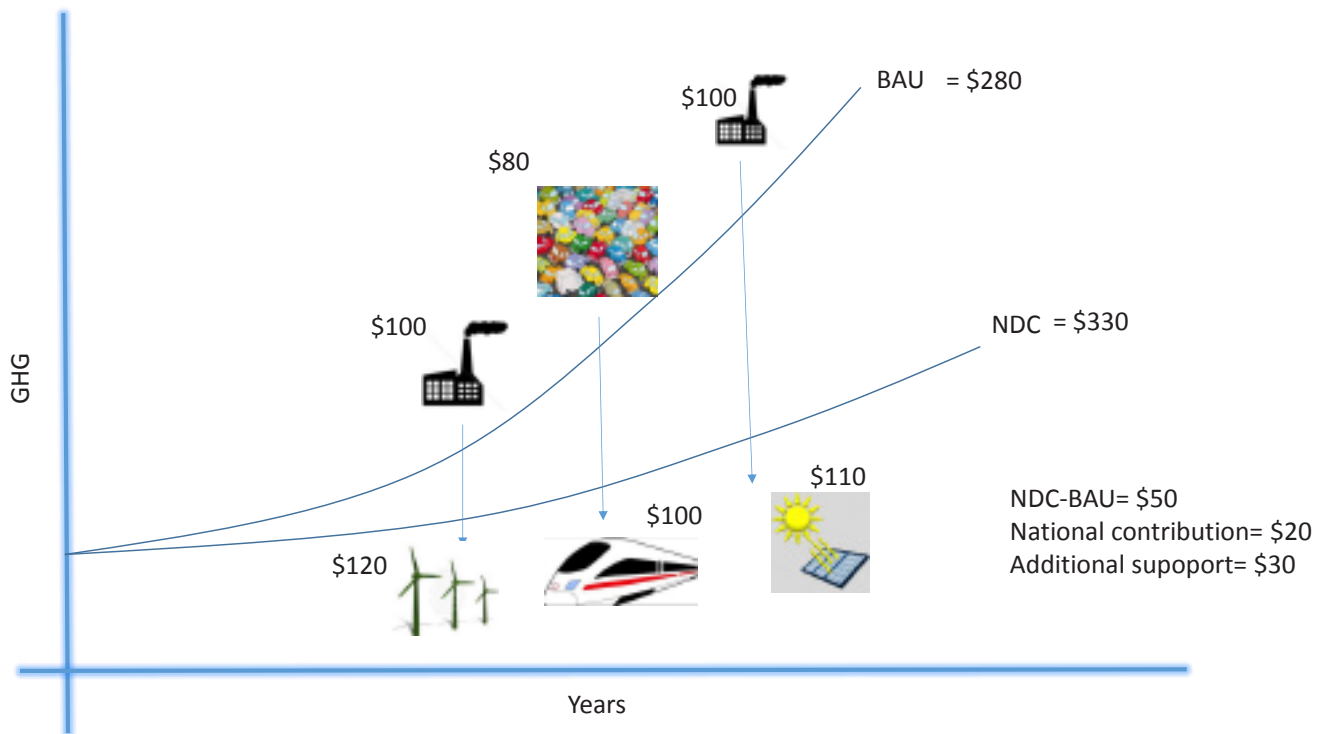 BAU = $280
$100
$80
$100
NDC = $330
GHG
$110
NDC-BAU= $50
$100
National contribution= $20
$120
Additional supoport= $30
Years